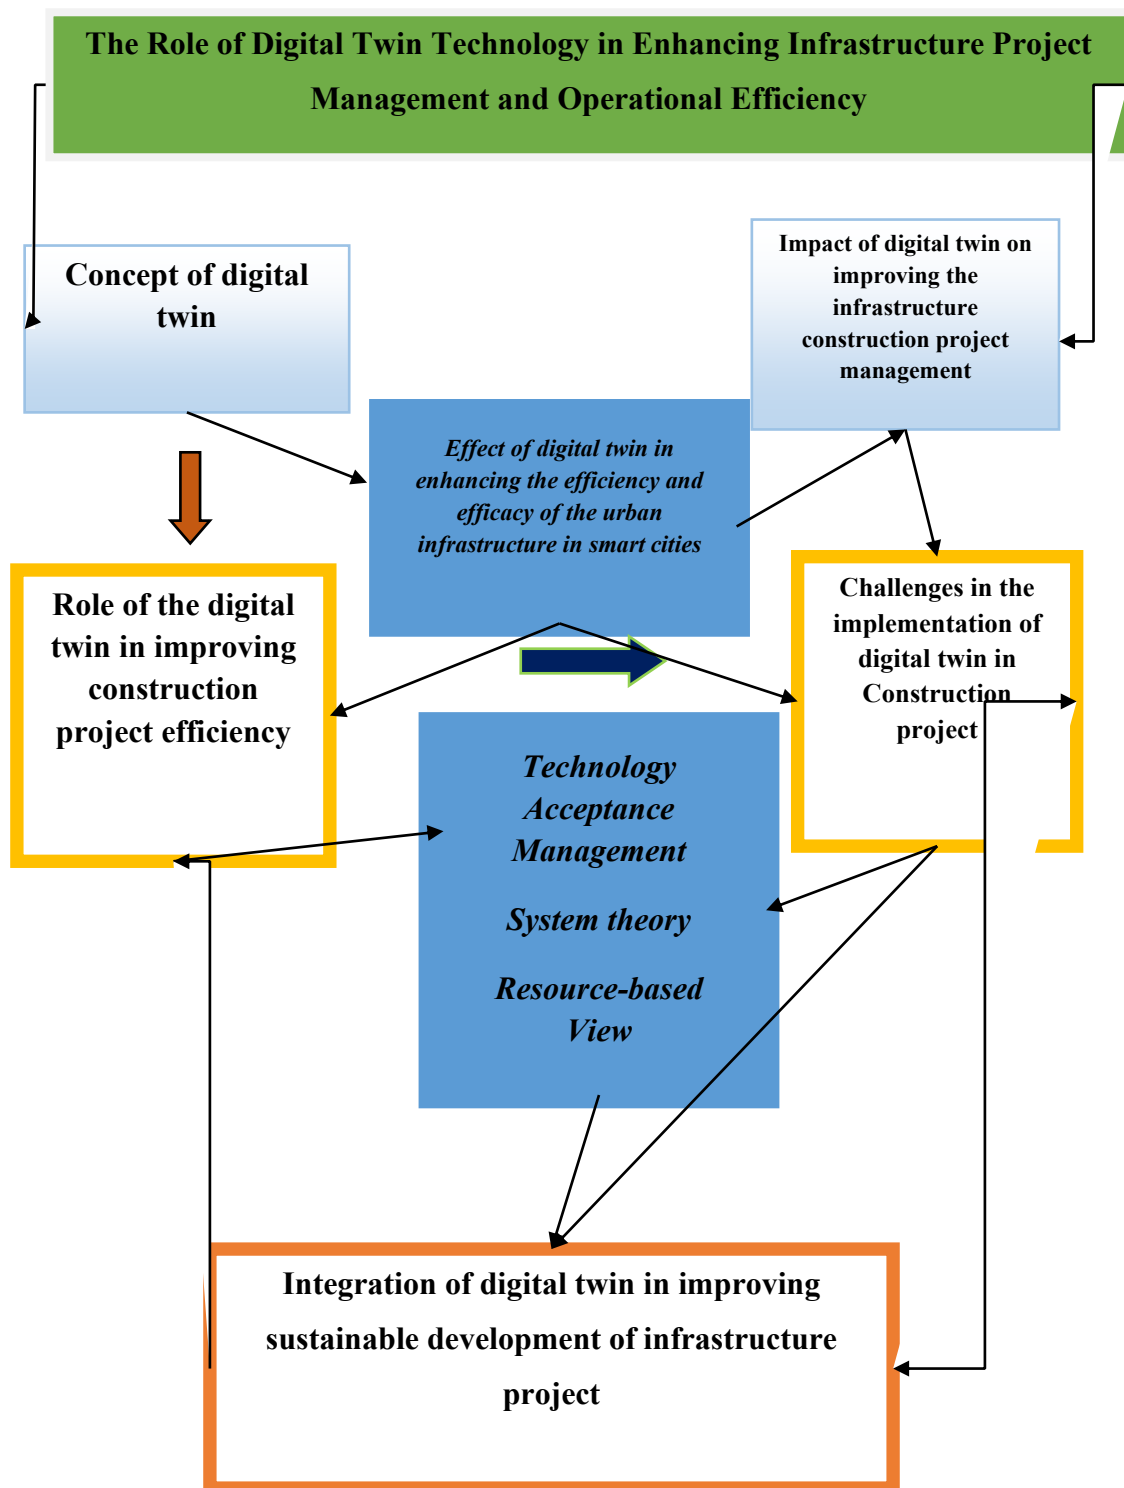 The Role of Digital Twin Technology in Enhancing Infrastructure Project
Management and Operational Efficiency
Concept of digital
twin
Impact of digital twin on
improving the
infrastructure
construction project
management
Effect of digital twin in
enhancing the efficiency and
efficacy of the urban
infrastructure in smart cities
Role of the digital
twin in improving
construction
project efficiency
Challenges in the
implementation of
digital twin in
Construction
project
Technology
Acceptance
Management
System theory
Resource-based
View
Integration of digital twin in improving
sustainable development of infrastructure
project